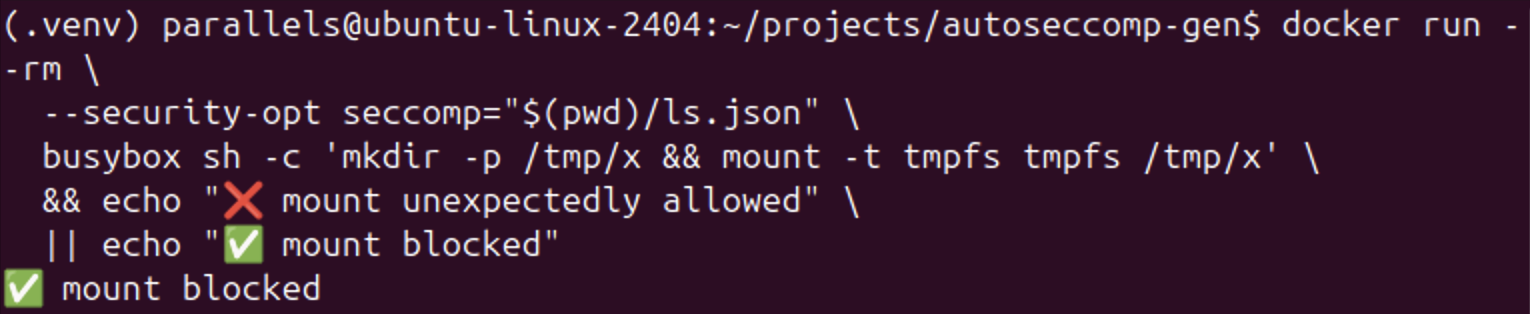 (.venv) parallels@ubuntu-linux-2404:~/projects/autoseccomp-gen$ docker run -
-rm \
  --security-opt seccomp="$(pwd)/ls.json" \
  busybox sh -c 'mkdir -p /tmp/x && mount -t tmpfs tmpfs /tmp/x' \
  && echo "❌ mount unexpectedly allowed" \
  || echo "✅ mount blocked"
✅ mount blocked